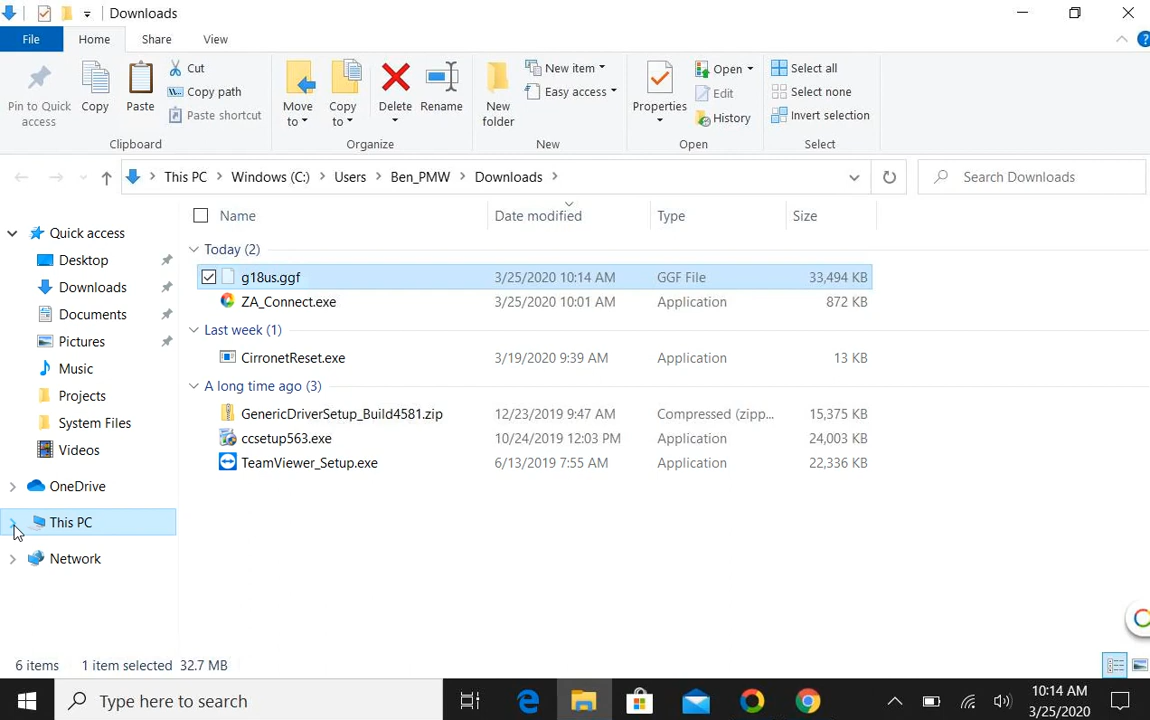 Downloads
File Home Share View
Pin to Quick access
Copy
Paste
Cut
Copy path
Paste shortcut
Clipboard
Move to
Copy to
Delete
Rename
Organize
New folder
New item
Easy access
New
Properties
Open
Edit
History
Open
Select all
Select none
Invert selection
Select
This PC > Windows (C:) > Users > Ben_PMW > Downloads >
Search Downloads
Quick access
Desktop
Downloads
Documents
Pictures
Music
Projects
System Files
Videos
OneDrive
This PC
Network
Name Date modified Type Size
Today (2)
g18us.ggf 3/25/2020 10:14 AM GGF File 33,494 KB
ZA_Connect.exe 3/25/2020 10:01 AM Application 872 KB
Last week (1)
CirronetReset.exe 3/19/2020 9:39 AM Application 13 KB
A long time ago (3)
GenericDriverSetup_Build4581.zip 12/23/2019 9:47 AM Compressed (zipp... 15,375 KB
ccsetup563.exe 10/24/2019 12:03 PM Application 24,003 KB
TeamViewer_Setup.exe 6/13/2019 7:55 AM Application 22,336 KB
6 items 1 item selected 32.7 MB
Type here to search
10:14 AM
3/25/2020